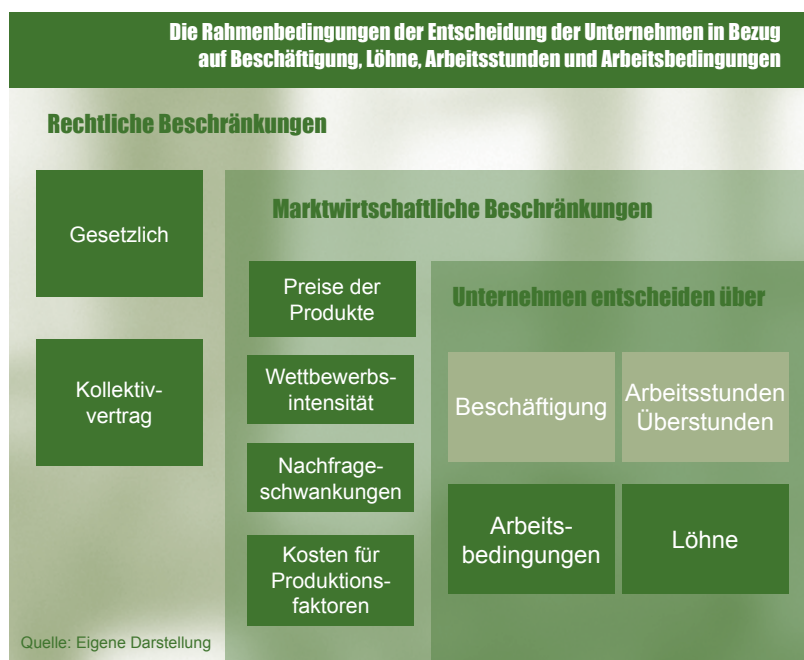 Die Rahmenbedingungen der Entscheidung der Unternehmen in Bezug
auf Beschäftigung, Löhne, Arbeitsstunden und Arbeitsbedingungen
Rechtliche Beschränkungen
Gesetzlich
Kollektiv-
vertrag
Marktwirtschaftliche Beschränkungen
Preise der
Produkte
Wettbewerbs-
intensität
Nachfrage-
schwankungen
Kosten für
Produktions-
faktoren
Unternehmen entscheiden über
Beschäftigung
Arbeitsstunden
Überstunden
Arbeits-
bedingungen
Löhne
Quelle: Eigene Darstellung